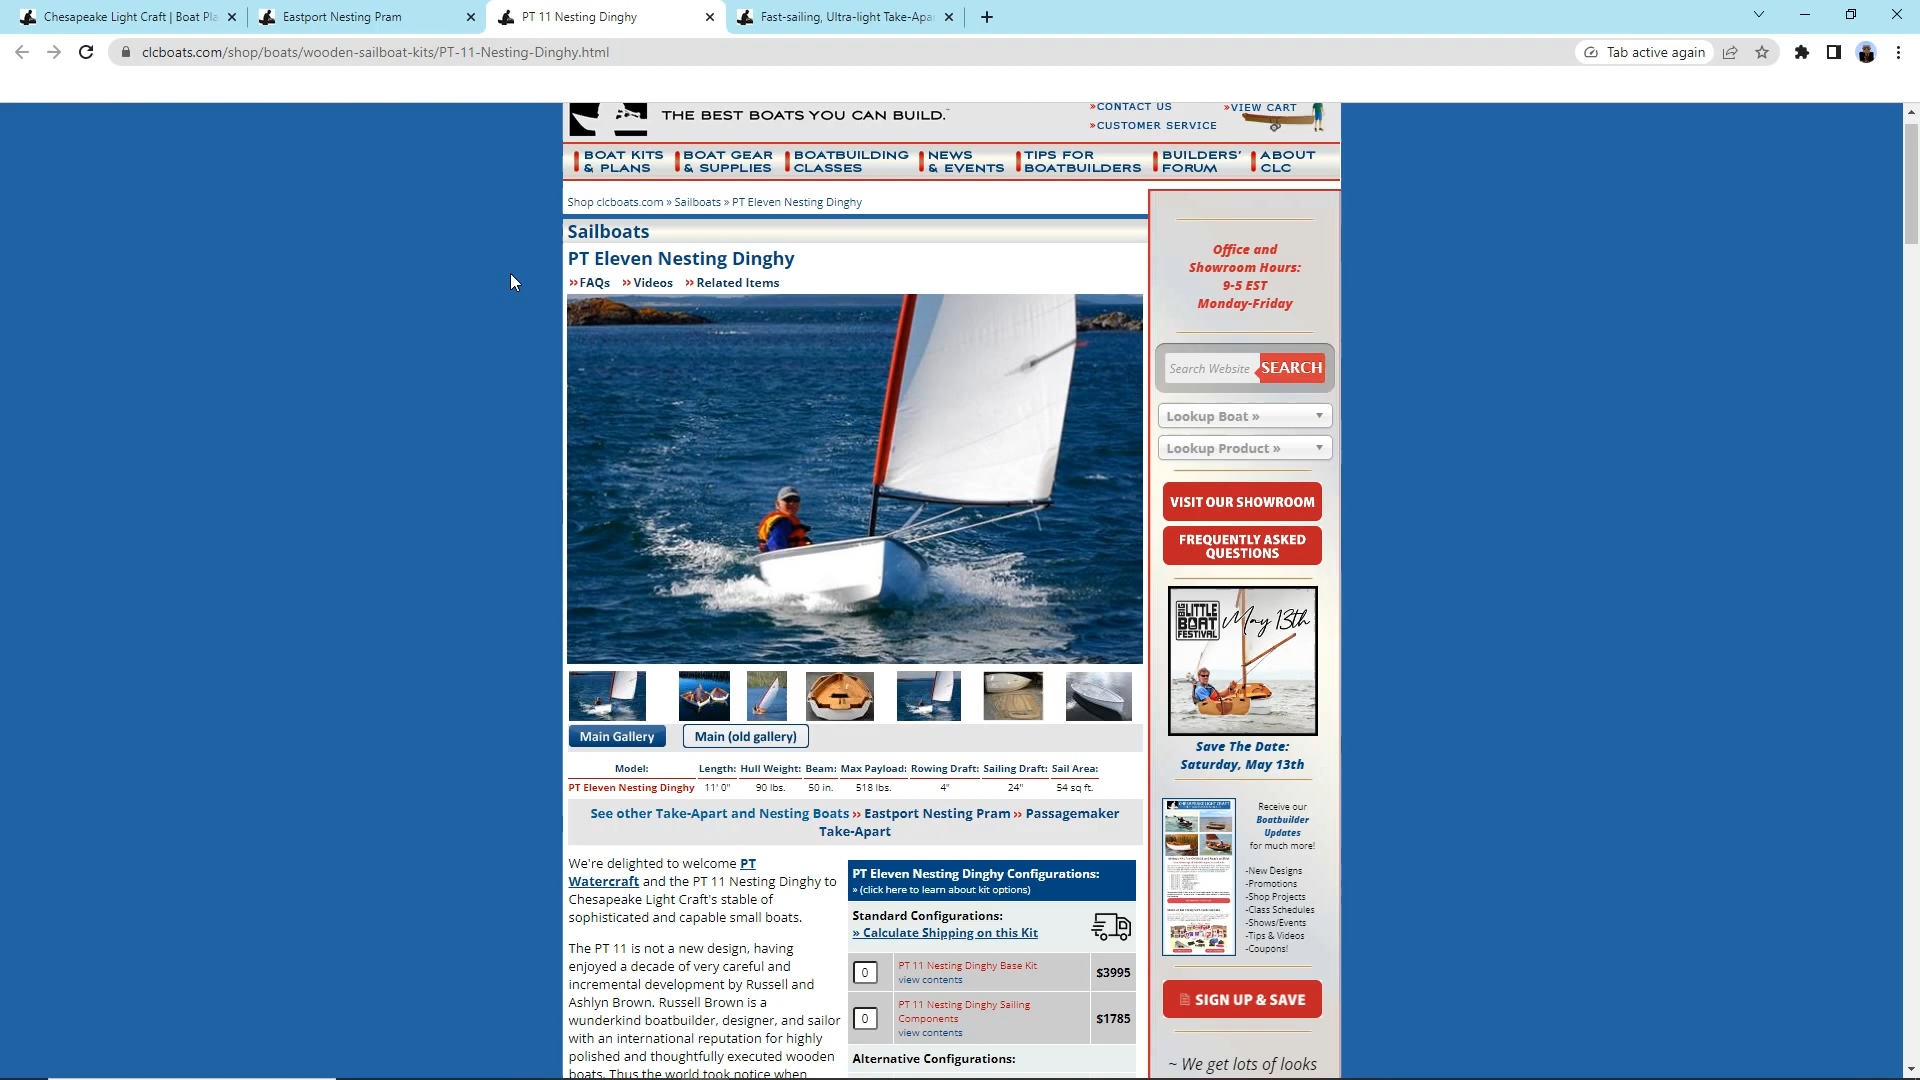 Chesapeake Light Craft | Boat Pla
Eastport Nesting Pram
PT 11 Nesting Dinghy
Fast-sailing, Ultra-light Take-Apa
clcboats.com/shop/boats/wooden-sailboat-kits/PT-11-Nesting-Dinghy.html
Tab active again
THE BEST BOATS YOU CAN BUILD.
»CONTACT US
»VIEW CART
»CUSTOMER SERVICE
BOAT KITS & PLANS
BOAT GEAR & SUPPLIES
BOATBUILDING CLASSES
NEWS & EVENTS
TIPS FOR BOATBUILDERS
BUILDERS' FORUM
ABOUT CLC
Shop clcboats.com » Sailboats » PT Eleven Nesting Dinghy
Sailboats
PT Eleven Nesting Dinghy
»FAQs »Videos »Related Items
Main Gallery
Main (old gallery)
Model: Length: Hull Weight: Beam: Max Payload: Rowing Draft: Sailing Draft: Sail Area:
PT Eleven Nesting Dinghy 11' 0" 90 lbs. 50 in. 518 lbs. 4" 24" 54 sq ft.
See other Take-Apart and Nesting Boats »» Eastport Nesting Pram »» Passagemaker
Take-Apart
We're delighted to welcome PT
Watercraft and the PT 11 Nesting Dinghy to
Chesapeake Light Craft's stable of
sophisticated and capable small boats.
The PT 11 is not a new design, having
enjoyed a decade of very careful and
incremental development by Russell and
Ashlyn Brown. Russell Brown is a
wunderkind boatbuilder, designer, and sailor
with an international reputation for highly
polished and thoughtfully executed wooden
boats. Thus the world took notice when
PT Eleven Nesting Dinghy Configurations:
» (click here to learn about kit options)
Standard Configurations:
» Calculate Shipping on this Kit
0 PT 11 Nesting Dinghy Base Kit $3995
view contents
0 PT 11 Nesting Dinghy Sailing
Components $1785
view contents
Alternative Configurations:
Office and
Showroom Hours:
9-5 EST
Monday-Friday
Search Website SEARCH
Lookup Boat »
Lookup Product »
VISIT OUR SHOWROOM
FREQUENTLY ASKED
QUESTIONS
BIG
LITTLE
BOAT
FESTIVAL
May 13th
Save The Date:
Saturday, May 13th
Receive our
Boatbuilder
Updates
for much more!
-New Designs
-Promotions
-Shop Projects
-Class Schedules
-Shows/Events
-Tips & Videos
-Coupons!
SIGN UP & SAVE
~ We get lots of looks